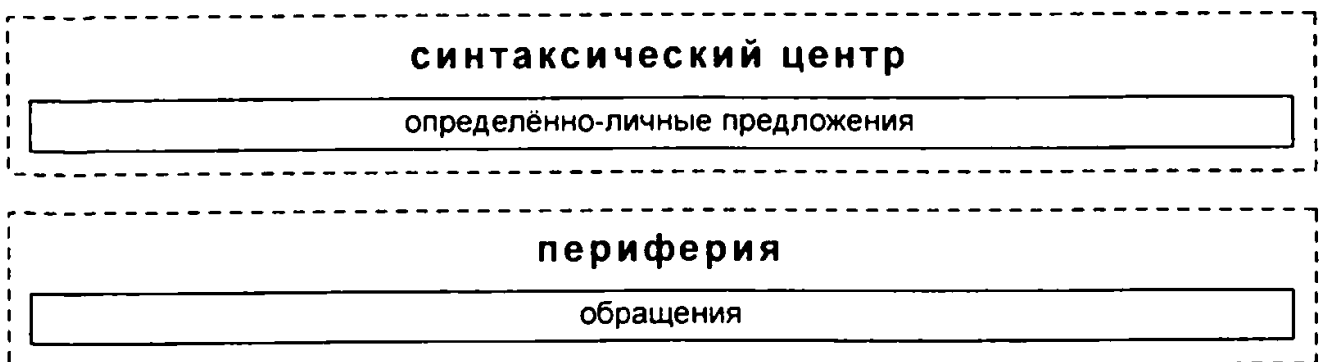 синтаксический центр
определённо-личные предложения
периферия
обращения